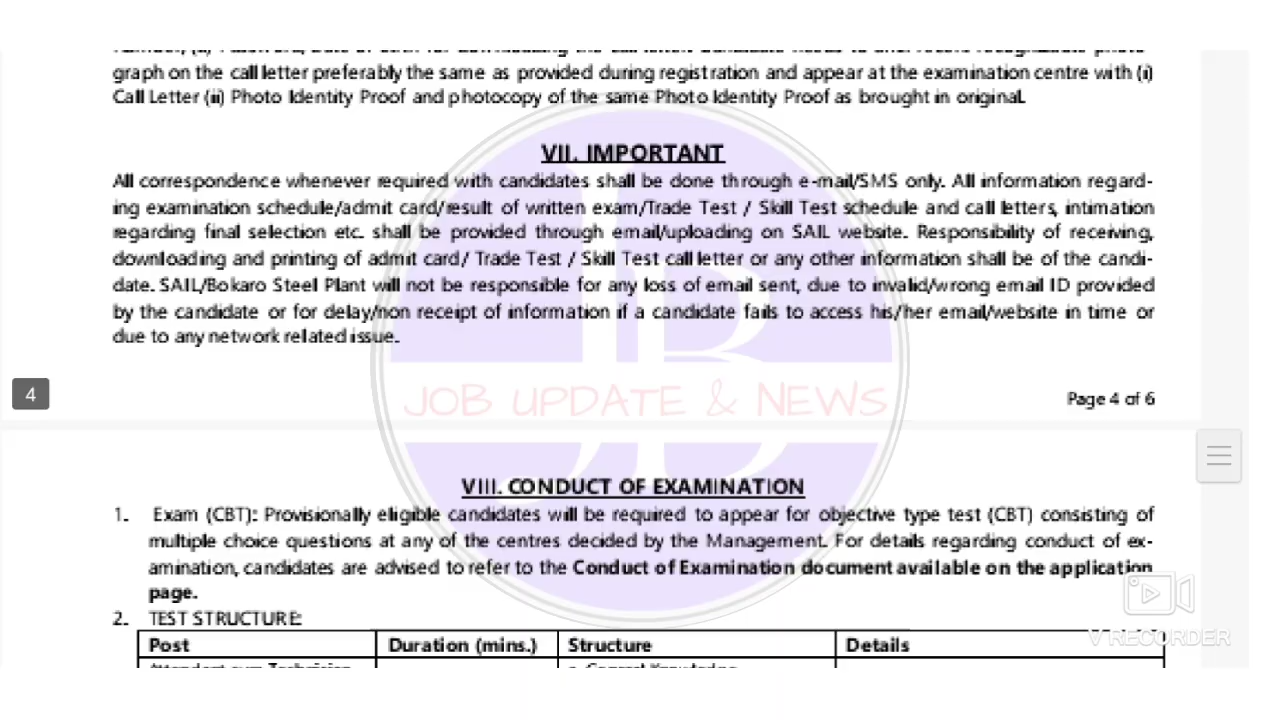 graph on the call letter preferably the same as provided during registration and appear at the examination centre with (i)
Call Letter (ii) Photo Identity Proof and photocopy of the same Photo Identity Proof as brought in original.
VII. IMPORTANT
All correspondence whenever required with candidates shall be done through e-mail/SMS only. All information regard-
ing examination schedule/admit card/result of written exam/Trade Test / Skill Test schedule and call letters, intimation
regarding final selection etc. shall be provided through email/uploading on SAIL website. Responsibility of receiving,
downloading and printing of admit card/ Trade Test / Skill Test call letter or any other information shall be of the candi-
date. SAIL/Bokaro Steel Plant will not be responsible for any loss of email sent, due to invalid/wrong email ID provided
by the candidate or for delay/non receipt of information if a candidate fails to access his/her email/website in time or
due to any network related issue.
4
Page 4 of 6
JOB UPDATE & NEWS
VIII. CONDUCT OF EXAMINATION
1. Exam (CBT): Provisionally eligible candidates will be required to appear for objective type test (CBT) consisting of
multiple choice questions at any of the centres decided by the Management. For details regarding conduct of ex-
amination, candidates are advised to refer to the Conduct of Examination document available on the application
page.
2. TEST STRUCTURE:
Post Duration (mins.) Structure Details
V RECORDER